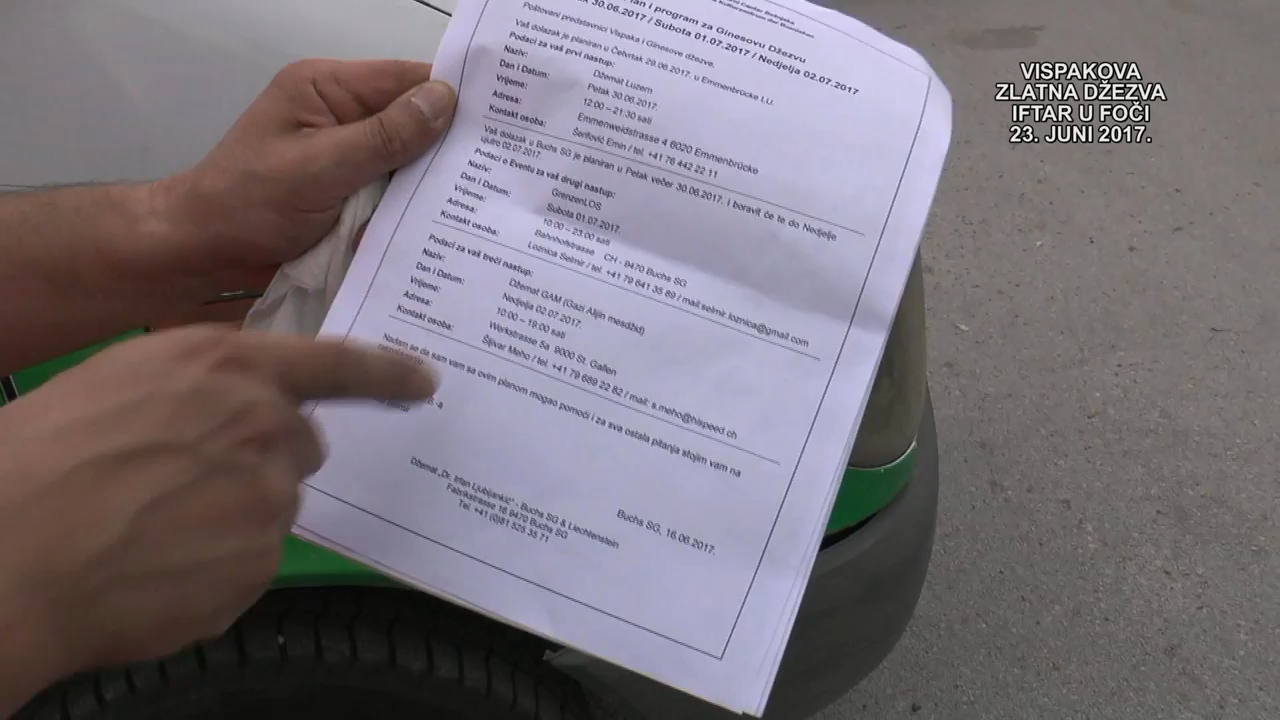 Kulturzentrum der Bosniaken
i program za Ginesovu Džezvu
30.06.2017 / Subota 01.07.2017 / Nedjelja 02.07.2017
Poštovani predstavnici Vispaka i Ginesove džezve.
Vaš dolazak je planiran u Četvrtak 29.06.2017. u Emmenbrücke LU.
Podaci za vaš prvi nastup:
Naziv: Džemat Luzern
Dan i Datum: Petak 30.06.2017.
Vrijeme: 12:00 – 21:30 sati
Adresa: Emmenweidstrasse 4 6020 Emmenbrücke
Kontakt osoba: Šerifović Emin / tel. +41 76 442 22 11
Vaš dolazak u Buchs SG je planiran u Petak večer 30.06.2017. i boravit će te do Nedjelje
ujutro 02.07.2017.
Podaci o Eventu za vaš drugi nastup:
Naziv: GrenzenLOS
Dan i Datum: Subota 01.07.2017.
Vrijeme: 10:00 – 23:00 sati
Adresa: Bahnhofstrasse CH - 9470 Buchs SG
Kontakt osoba: Loznica Selmir / tel. +41 79 641 35 89 / mail:selmir.loznica@gmail.com
Podaci za vaš treći nastup:
Naziv: Džemat GAM (Gazi Alijin mesdžid)
Dan i Datum: Nedjelja 02.07.2017.
Vrijeme: 10:00 – 19:00 sati
Adresa: Werkstrasse 5a 9000 St. Gallen
Kontakt osoba: Šljivar Meho / tel. +41 79 689 22 82 / mail: s.meho@hispeed.ch
Nadam se da sam vam sa ovim planom mogao pomoći i za sva ostala pitanja stojim vam na
Buchs SG, 16.06.2017.
Džemat „Dr. Irfan Ljubijankić" - Buchs SG & Liechtenstein
Fabrikstrasse 16 9470 Buchs SG
Tel. +41 (0)81 525 35 71
VISPAKOVA
ZLATNA DŽEZVA
IFTAR U FOČI
23. JUNI 2017.